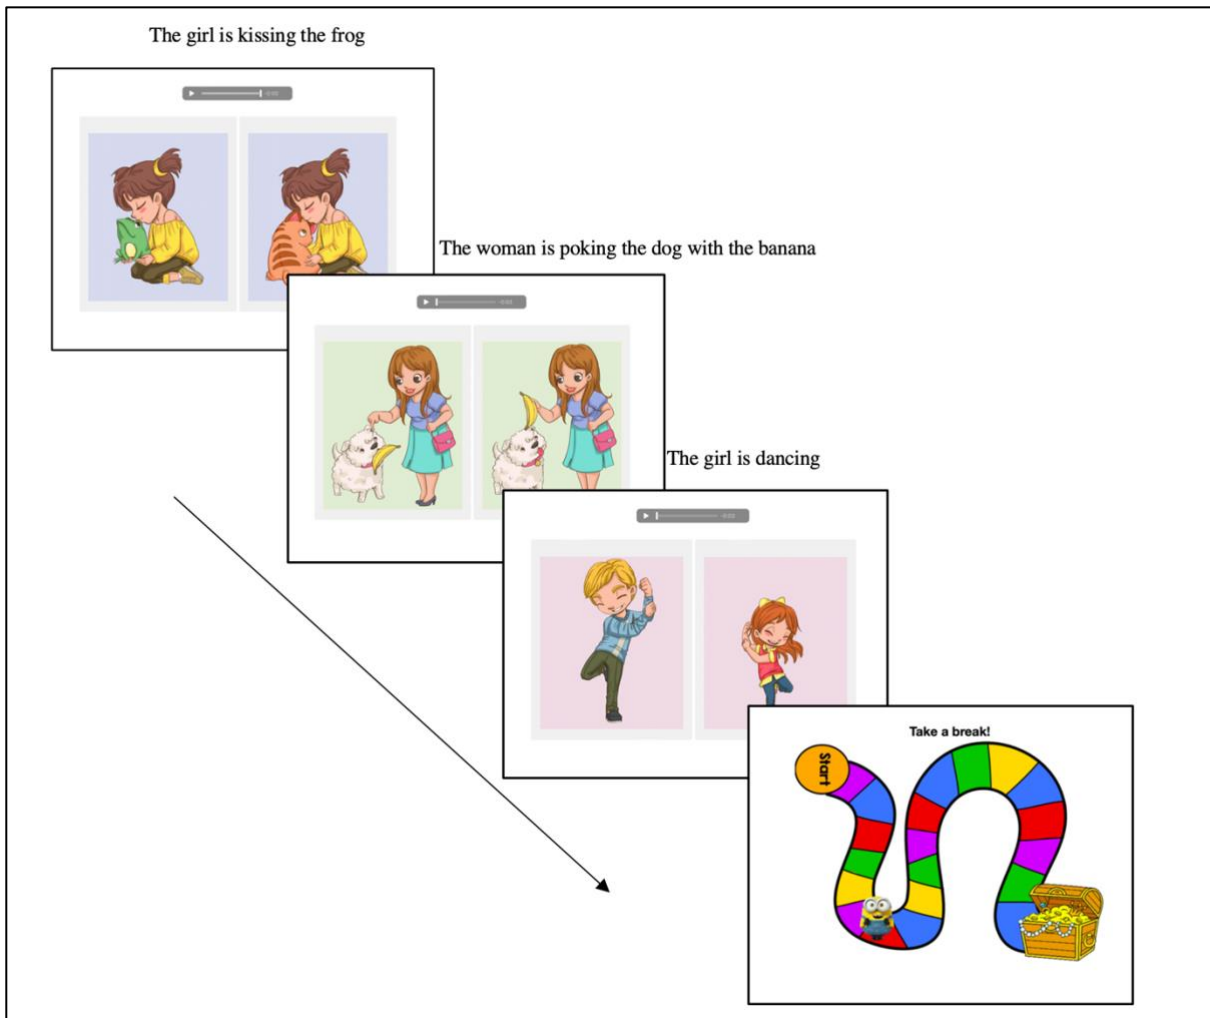 The girl is kissing the frog
The woman is poking the dog with the banana
The girl is dancing
Take a break!
Start